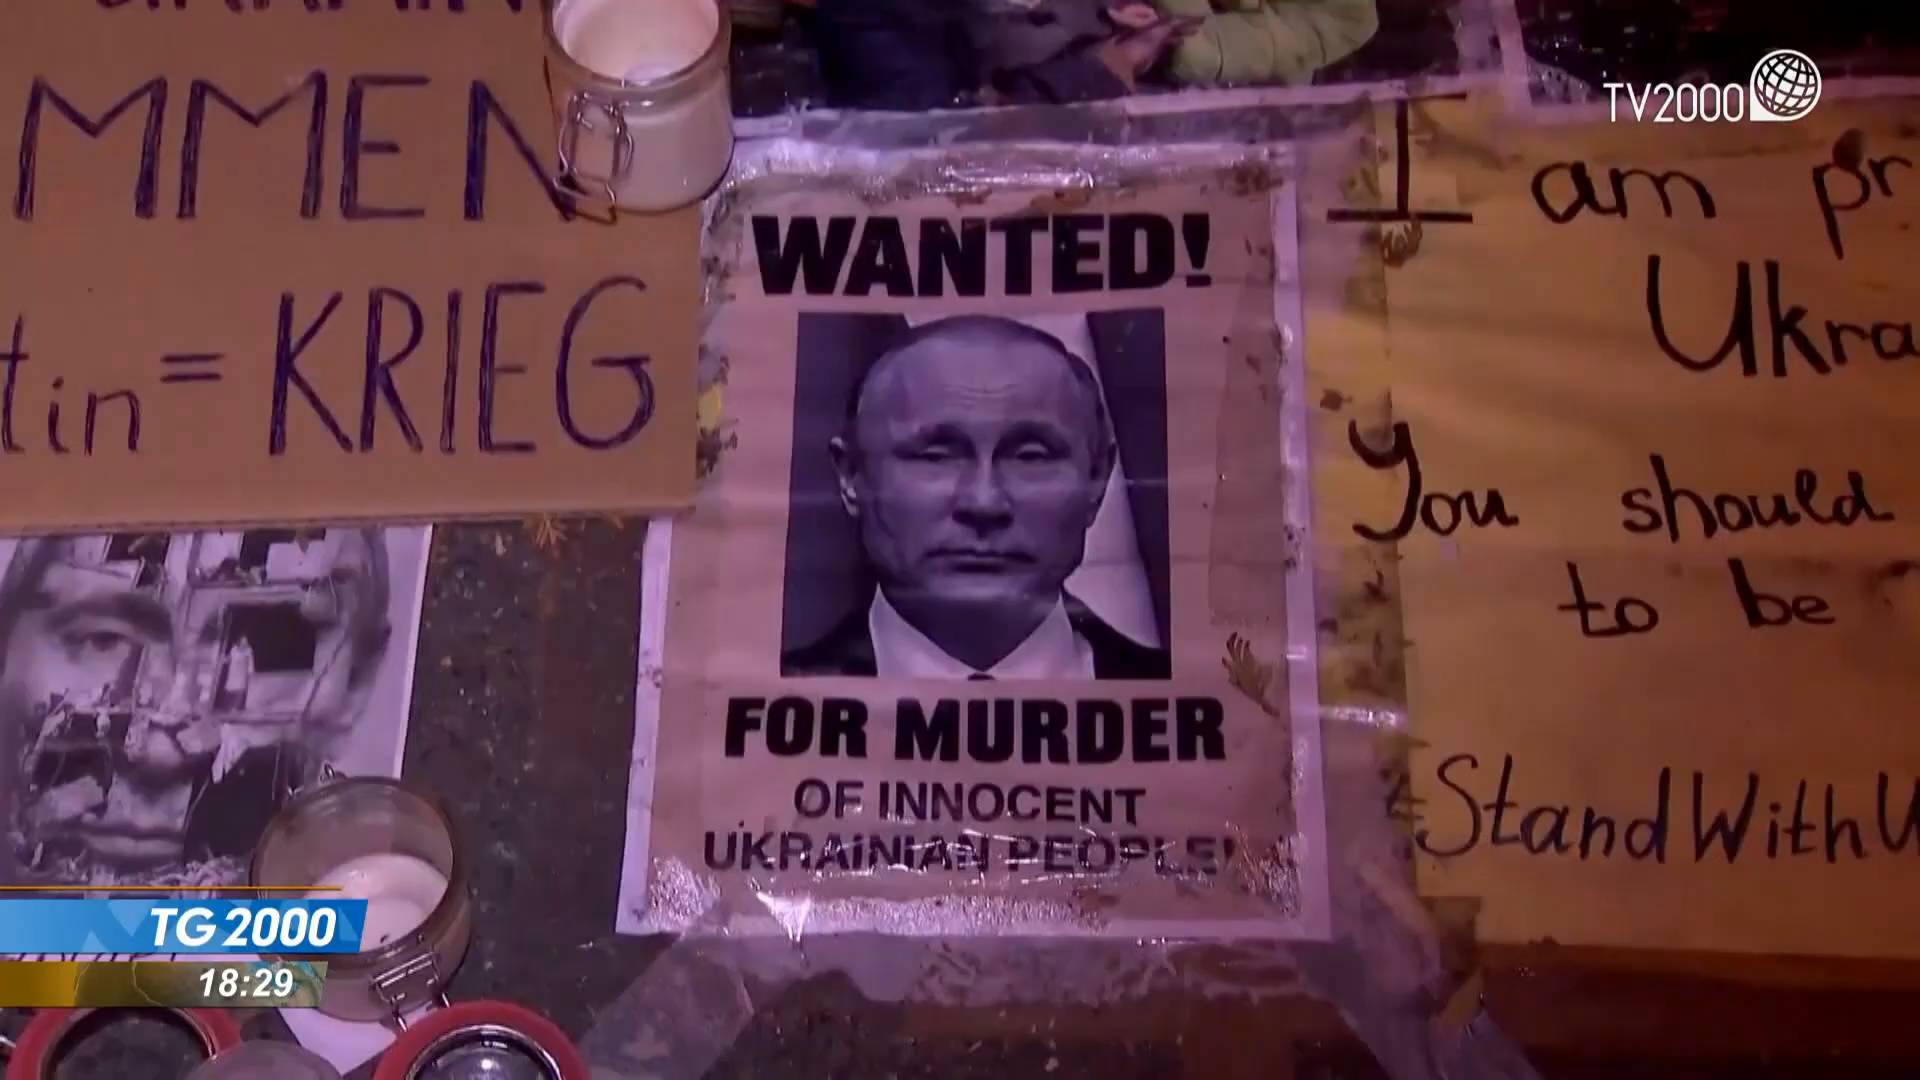 MMEN
tin = KRIEG
WANTED!
FOR MURDER
OF INNOCENT
UKRAINIAN PEOPLE!
I am pr
Ukra
You should
to be
#StandWithU
TV2000
TG 2000
18:29